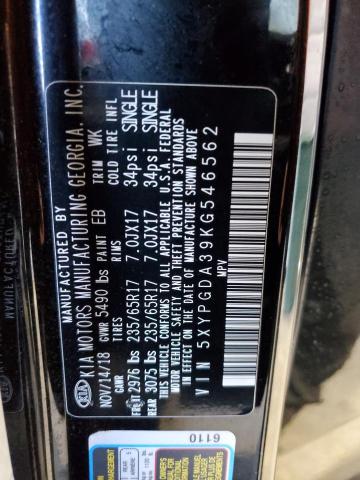 MANUFACTURED BY
KIA MOTORS MANUFACTURING GEORGIA, INC.
NOV/14/18 GVWR 5490 lbs PAINT EB TRIM WK
GAWR TIRES RIMS COLD TIRE INFL
FRONT 2976 lbs 235/65R17 7.0JX17 34psi SINGLE
REAR 3075 lbs 235/65R17 7.0JX17 34psi SINGLE
THIS VEHICLE CONFORMS TO ALL APPLICABLE U.S.A. FEDERAL
MOTOR VEHICLE SAFETY AND THEFT PREVENTION STANDARDS
IN EFFECT ON THE DATE OF MANUFACTURE SHOWN ABOVE
VIN 5XYPGDA39KG546562
MPV
KIA
6110